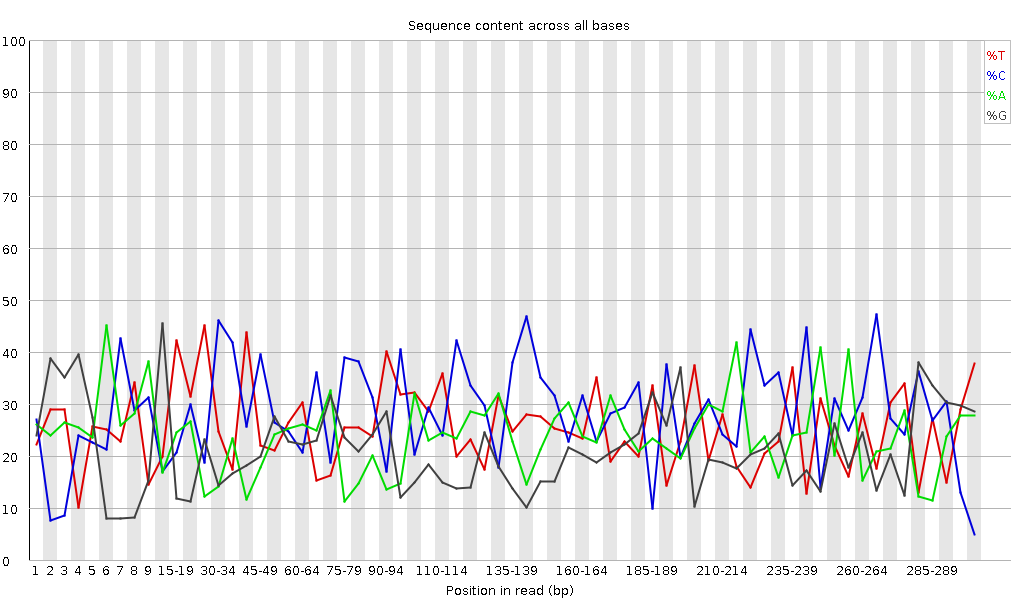 Sequence content across all bases
100
90
80
70
60
50
40
30
20
10
0
%T
%C
%A
%G
1 2 3 4 5 6 7 8 9 15-19 30-34 45-49 60-64 75-79 90-94 110-114 135-139 160-164 185-189 210-214 235-239 260-264 285-289
Position in read (bp)